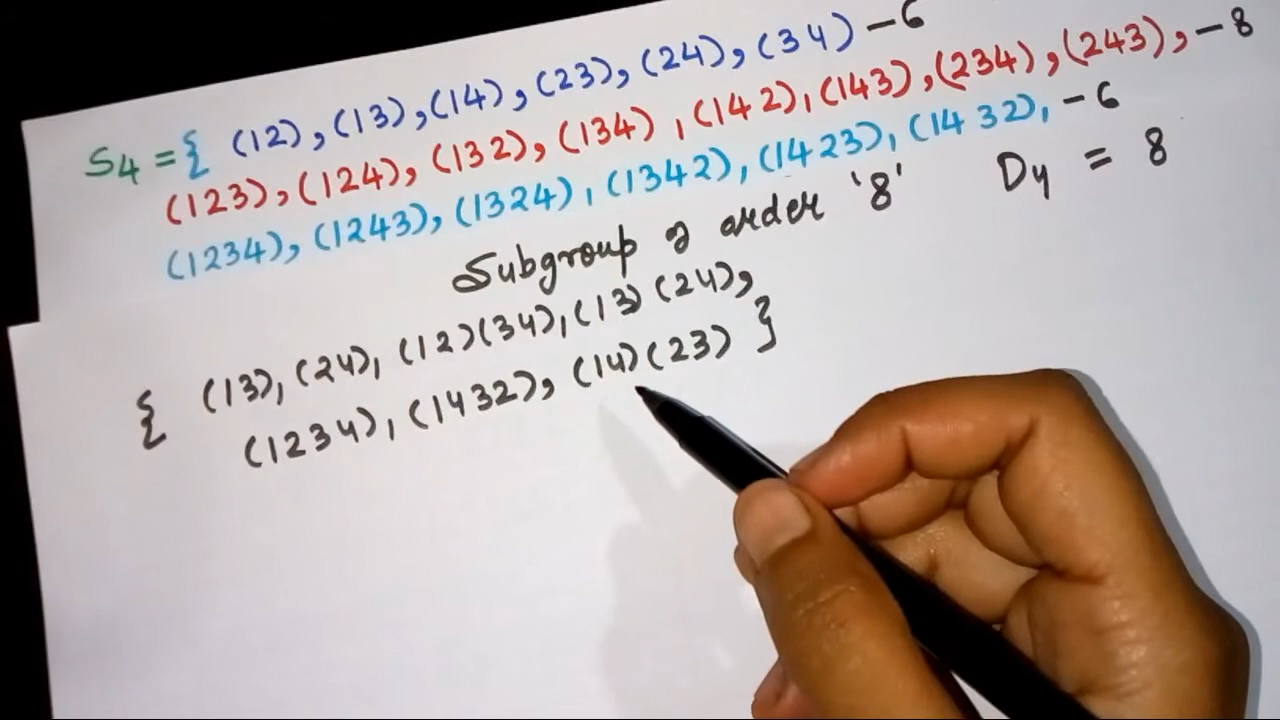 S4 = { (12), (13), (14), (23), (24), (34) - 6
(123), (124), (132), (134), (142), (143), (234), (243), - 8
(1234), (1243), (1324), (1342), (1423), (1432), - 6
Subgroup of order '8' D4 = 8
{ (13), (24), (12)(34), (13)(24),
(1234), (1432), (14)(23) }